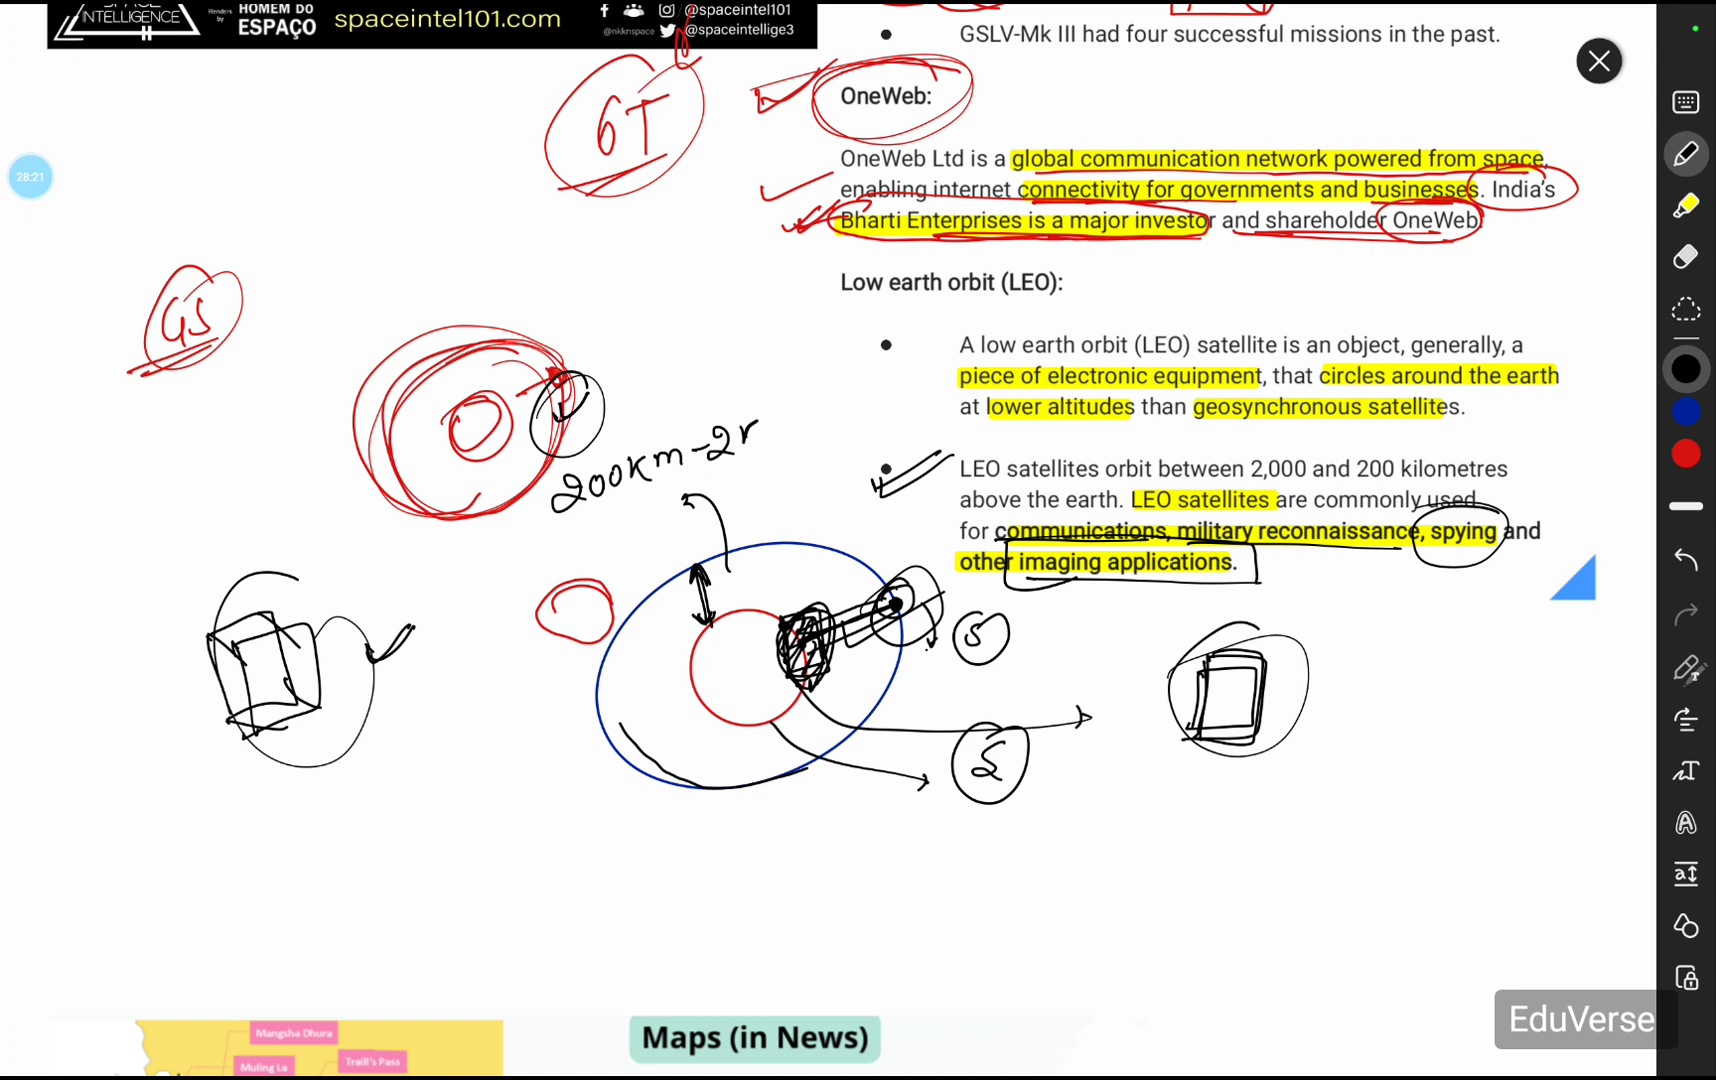 SPACE
INTELLIGENCE
Renders
by
HOMEM DO
ESPAÇO
spaceintel101.com
@nkknspace
@spaceintel101
@spaceintellige3
GSLV-Mk III had four successful missions in the past.
6T
OneWeb:
28:21
OneWeb Ltd is a global communication network powered from space,
enabling internet connectivity for governments and businesses. India's
Bharti Enterprises is a major investor and shareholder OneWeb.
GS
Low earth orbit (LEO):
A low earth orbit (LEO) satellite is an object, generally, a
piece of electronic equipment, that circles around the earth
at lower altitudes than geosynchronous satellites.
200km-2
LEO satellites orbit between 2,000 and 200 kilometres
above the earth. LEO satellites are commonly used
for communications, military reconnaissance, spying and
other imaging applications.
S
S
EduVerse
Maps (in News)
Mangsha Dhura
Muling La
Traill's Pass